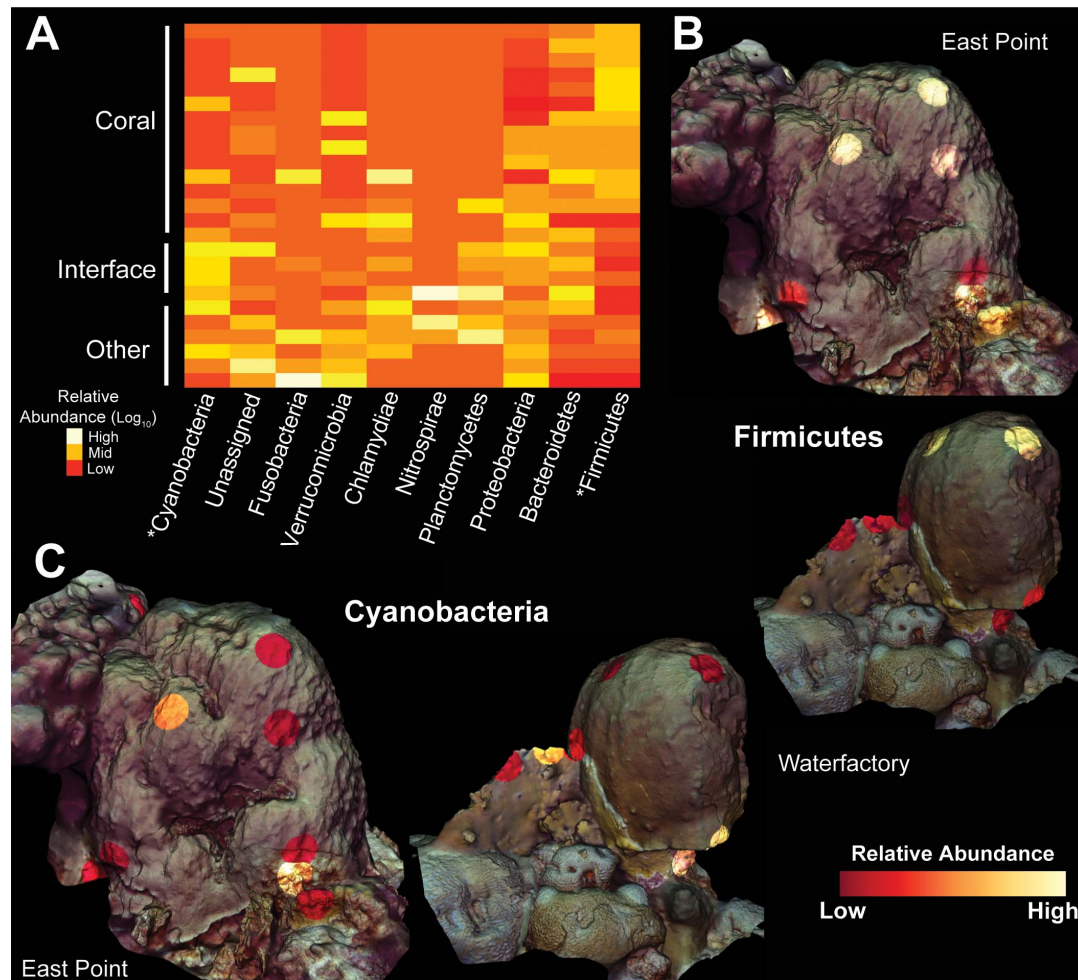 A
B
East Point
Coral
Interface
Other
Relative
Abundance (Log₁₀)
High
Mid
Low
*Cyanobacteria
Unassigned
Fusobacteria
Verrucomicrobia
Chlamydiae
Nitrospirae
Planctomycetes
Proteobacteria
Bacteroidetes
*Firmicutes
Firmicutes
C
Cyanobacteria
Waterfactory
Relative Abundance
Low
High
East Point